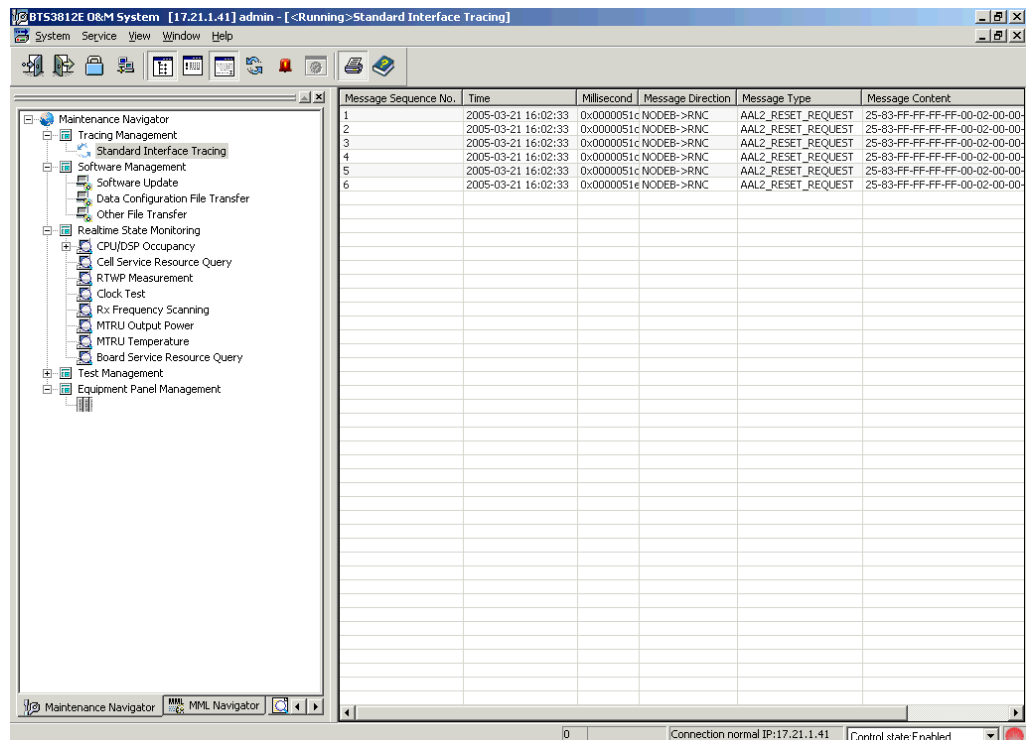 BTS3812E O&M System [17.21.1.41] admin - [<Running>Standard Interface Tracing]
System Service View Window Help
Maintenance Navigator
Tracing Management
Standard Interface Tracing
Software Management
Software Update
Data Configuration File Transfer
Other File Transfer
Realtime State Monitoring
CPU/DSP Occupancy
Cell Service Resource Query
RTWP Measurement
Clock Test
Rx Frequency Scanning
MTRU Output Power
MTRU Temperature
Board Service Resource Query
Test Management
Equipment Panel Management
Maintenance Navigator MML Navigator
Message Sequence No. Time Millisecond Message Direction Message Type Message Content
1 2005-03-21 16:02:33 0x0000051c NODEB->RNC AAL2_RESET_REQUEST 25-83-FF-FF-FF-FF-00-02-00-00-
2 2005-03-21 16:02:33 0x0000051c NODEB->RNC AAL2_RESET_REQUEST 25-83-FF-FF-FF-FF-00-02-00-00-
3 2005-03-21 16:02:33 0x0000051c NODEB->RNC AAL2_RESET_REQUEST 25-83-FF-FF-FF-FF-00-02-00-00-
4 2005-03-21 16:02:33 0x0000051c NODEB->RNC AAL2_RESET_REQUEST 25-83-FF-FF-FF-FF-00-02-00-00-
5 2005-03-21 16:02:33 0x0000051c NODEB->RNC AAL2_RESET_REQUEST 25-83-FF-FF-FF-FF-00-02-00-00-
6 2005-03-21 16:02:33 0x0000051e NODEB->RNC AAL2_RESET_REQUEST 25-83-FF-FF-FF-FF-00-02-00-00-
0 Connection normal IP:17.21.1.41 Control state:Enabled